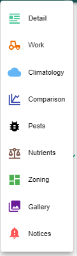 Detail
Work
Climatology
Comparison
Pests
Nutrients
Zoning
Gallery
Notices